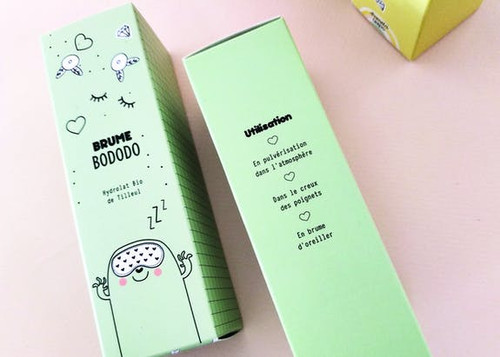 BRUME
BODODO
Hydrolat Bio
de Tilleul
zzz
Utilisation
En pulvérisation
dans l'atmosphère
Dans le creux
des poignets
En brume
d'oreiller